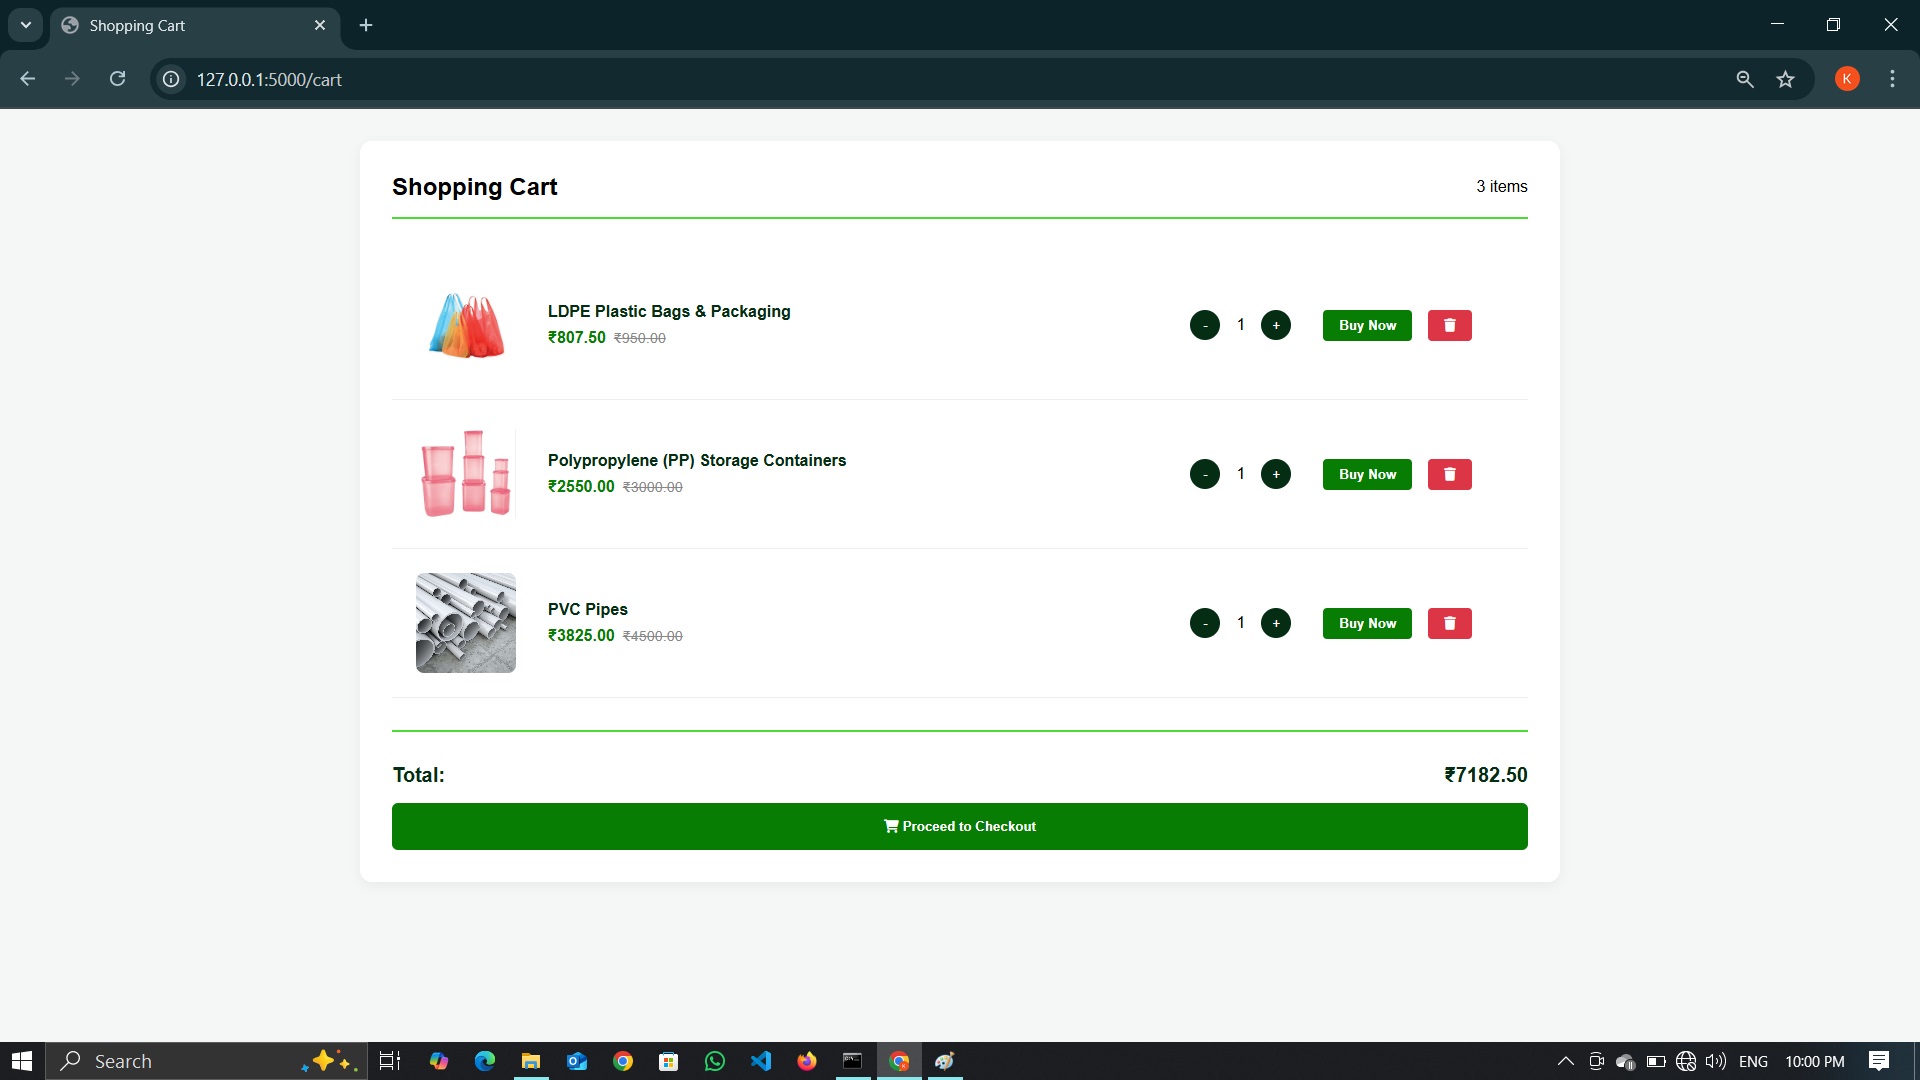 Shopping Cart
127.0.0.1:5000/cart
K
Shopping Cart
3 items
LDPE Plastic Bags & Packaging
₹807.50 ₹950.00
- 1 + Buy Now
Polypropylene (PP) Storage Containers
₹2550.00 ₹3000.00
- 1 + Buy Now
PVC Pipes
₹3825.00 ₹4500.00
- 1 + Buy Now
Total:
₹7182.50
Proceed to Checkout
Search
ENG
10:00 PM